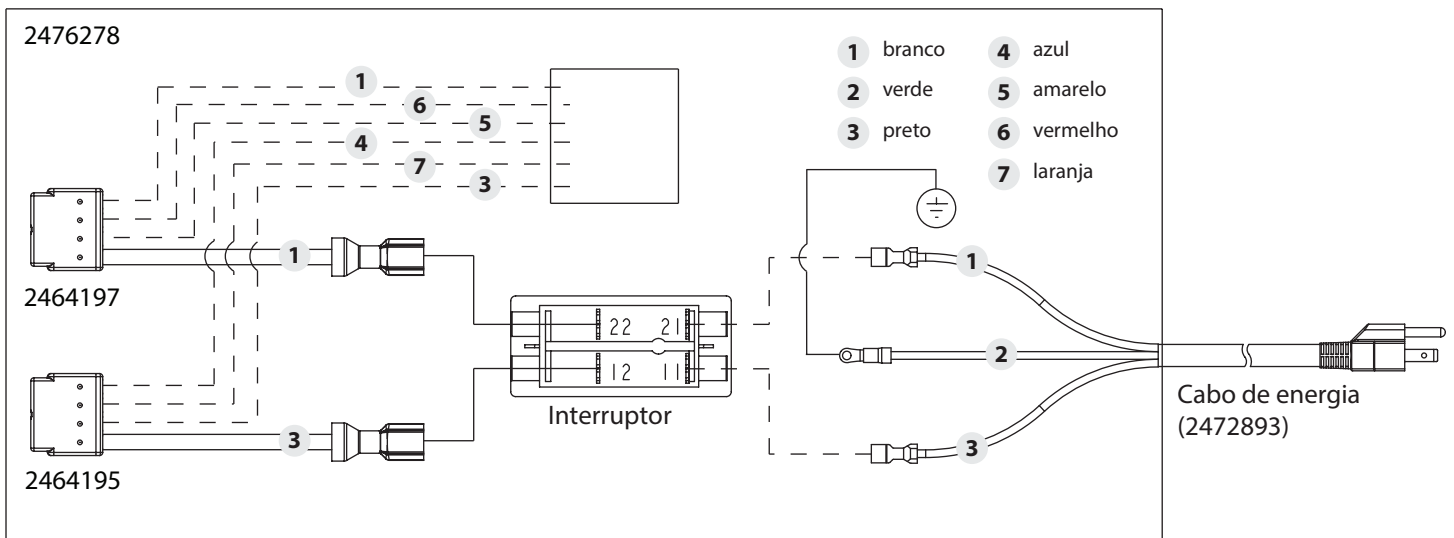 2476278
1 branco
2 verde
3 preto
4 azul
5 amarelo
6 vermelho
7 laranja
1
6
5
4
7
3
1
2464197
3
2464195
22 21
12 11
Interruptor
1
2
3
Cabo de energia
(2472893)